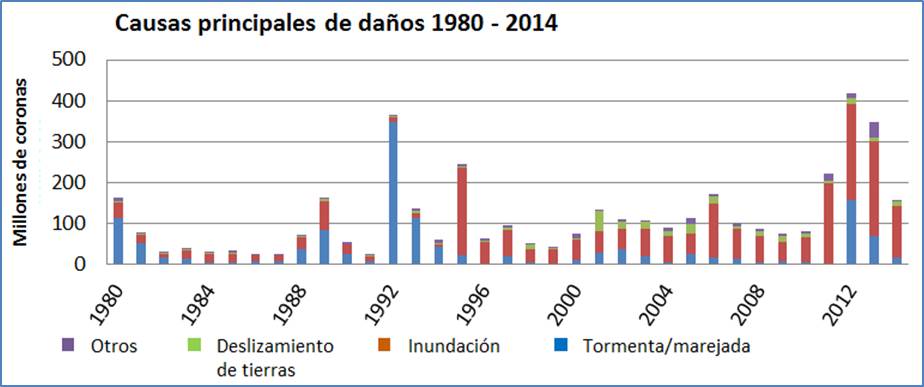 Causas principales de daños 1980 - 2014
Millones de coronas
500
400
300
200
100
0
1980
1984
1988
1992
1996
2000
2004
2008
2012
Otros
Deslizamiento
de tierras
Inundación
Tormenta/marejada